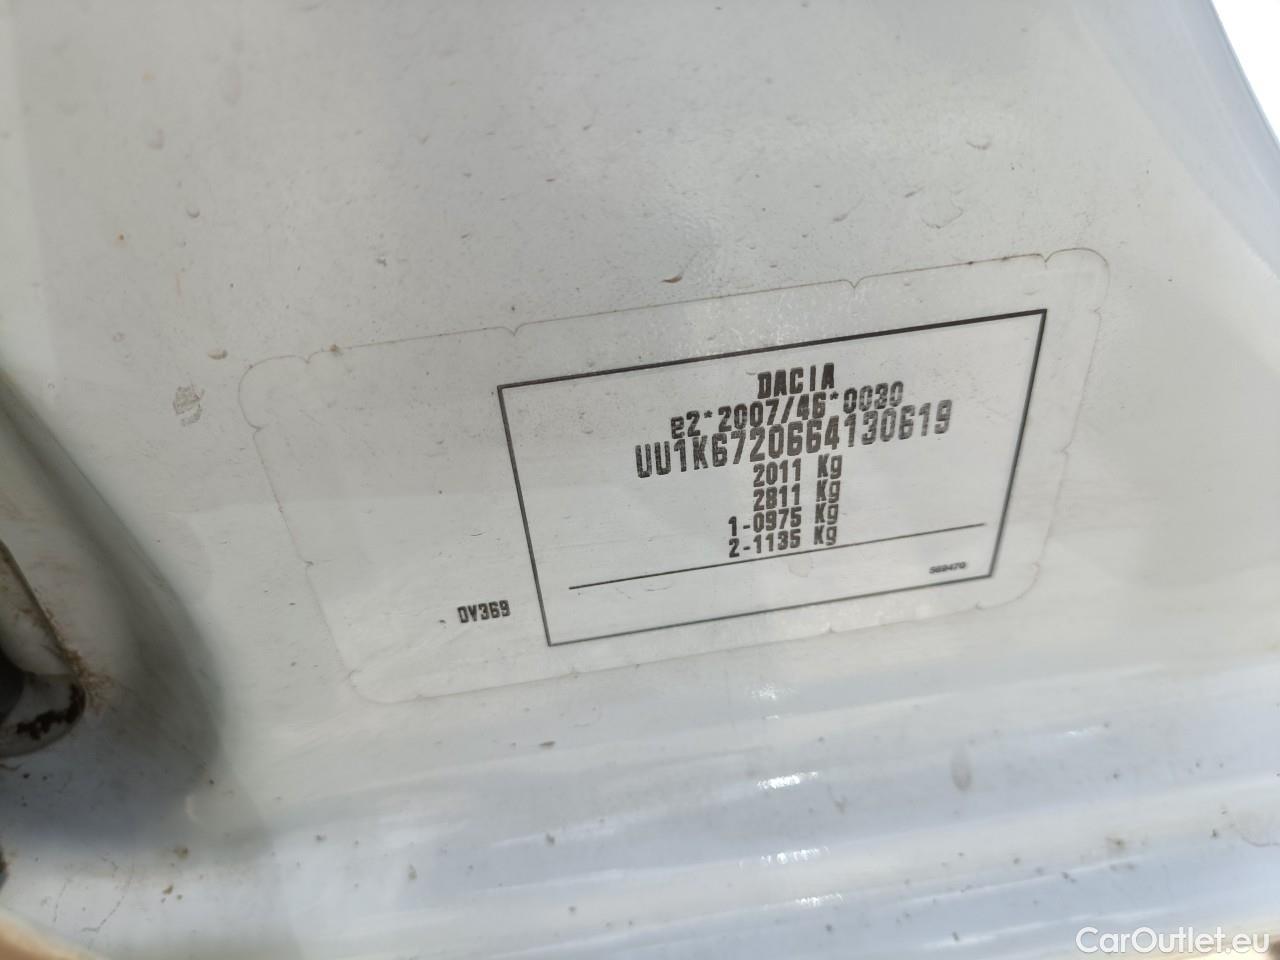 DACIA
e2*2007/46*0030
UU1K6720664130619
2011 Kg
2811 Kg
1-0975 Kg
2-1135 Kg
569470
DV369
CarOutlet.eu